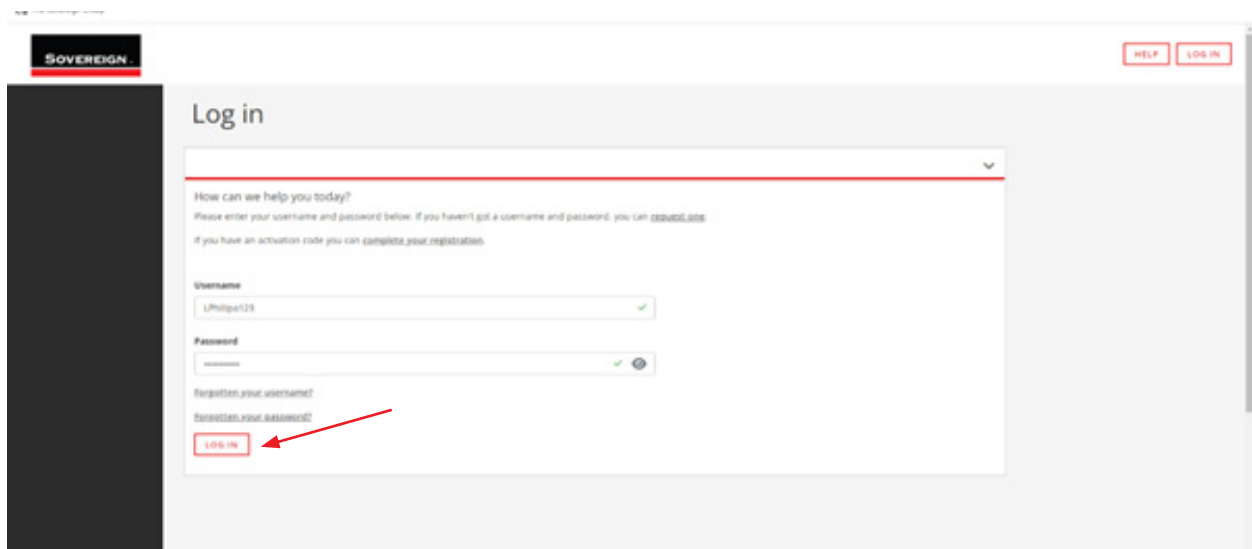 SOVEREIGN
HELP LOG IN
Log in
How can we help you today?
Please enter your username and password below. If you haven't got a username and password, you can request one.
If you have an activation code you can complete your registration.
Username
LPhilipa123
Password
Forgotten your username?
Forgotten your password?
LOG IN